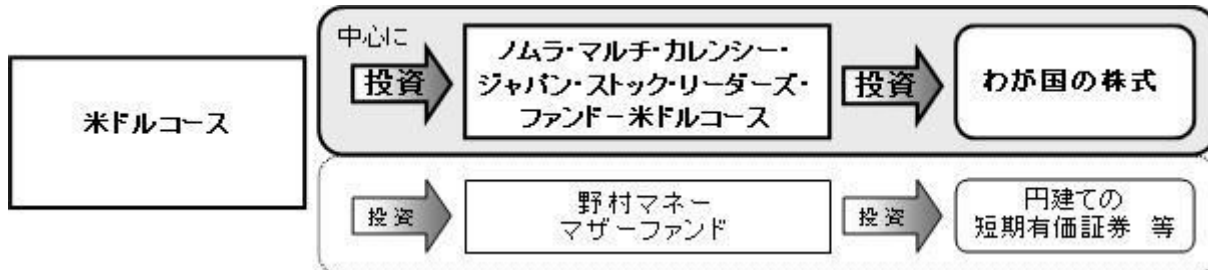 米ドルコース
中心に
投資
ノムラ・マルチ・カレンシー・
ジャパン・ストック・リーダーズ・
ファンド－米ドルコース
投資
わが国の株式
投資
野村マネー
マザーファンド
投資
円建ての
短期有価証券　等